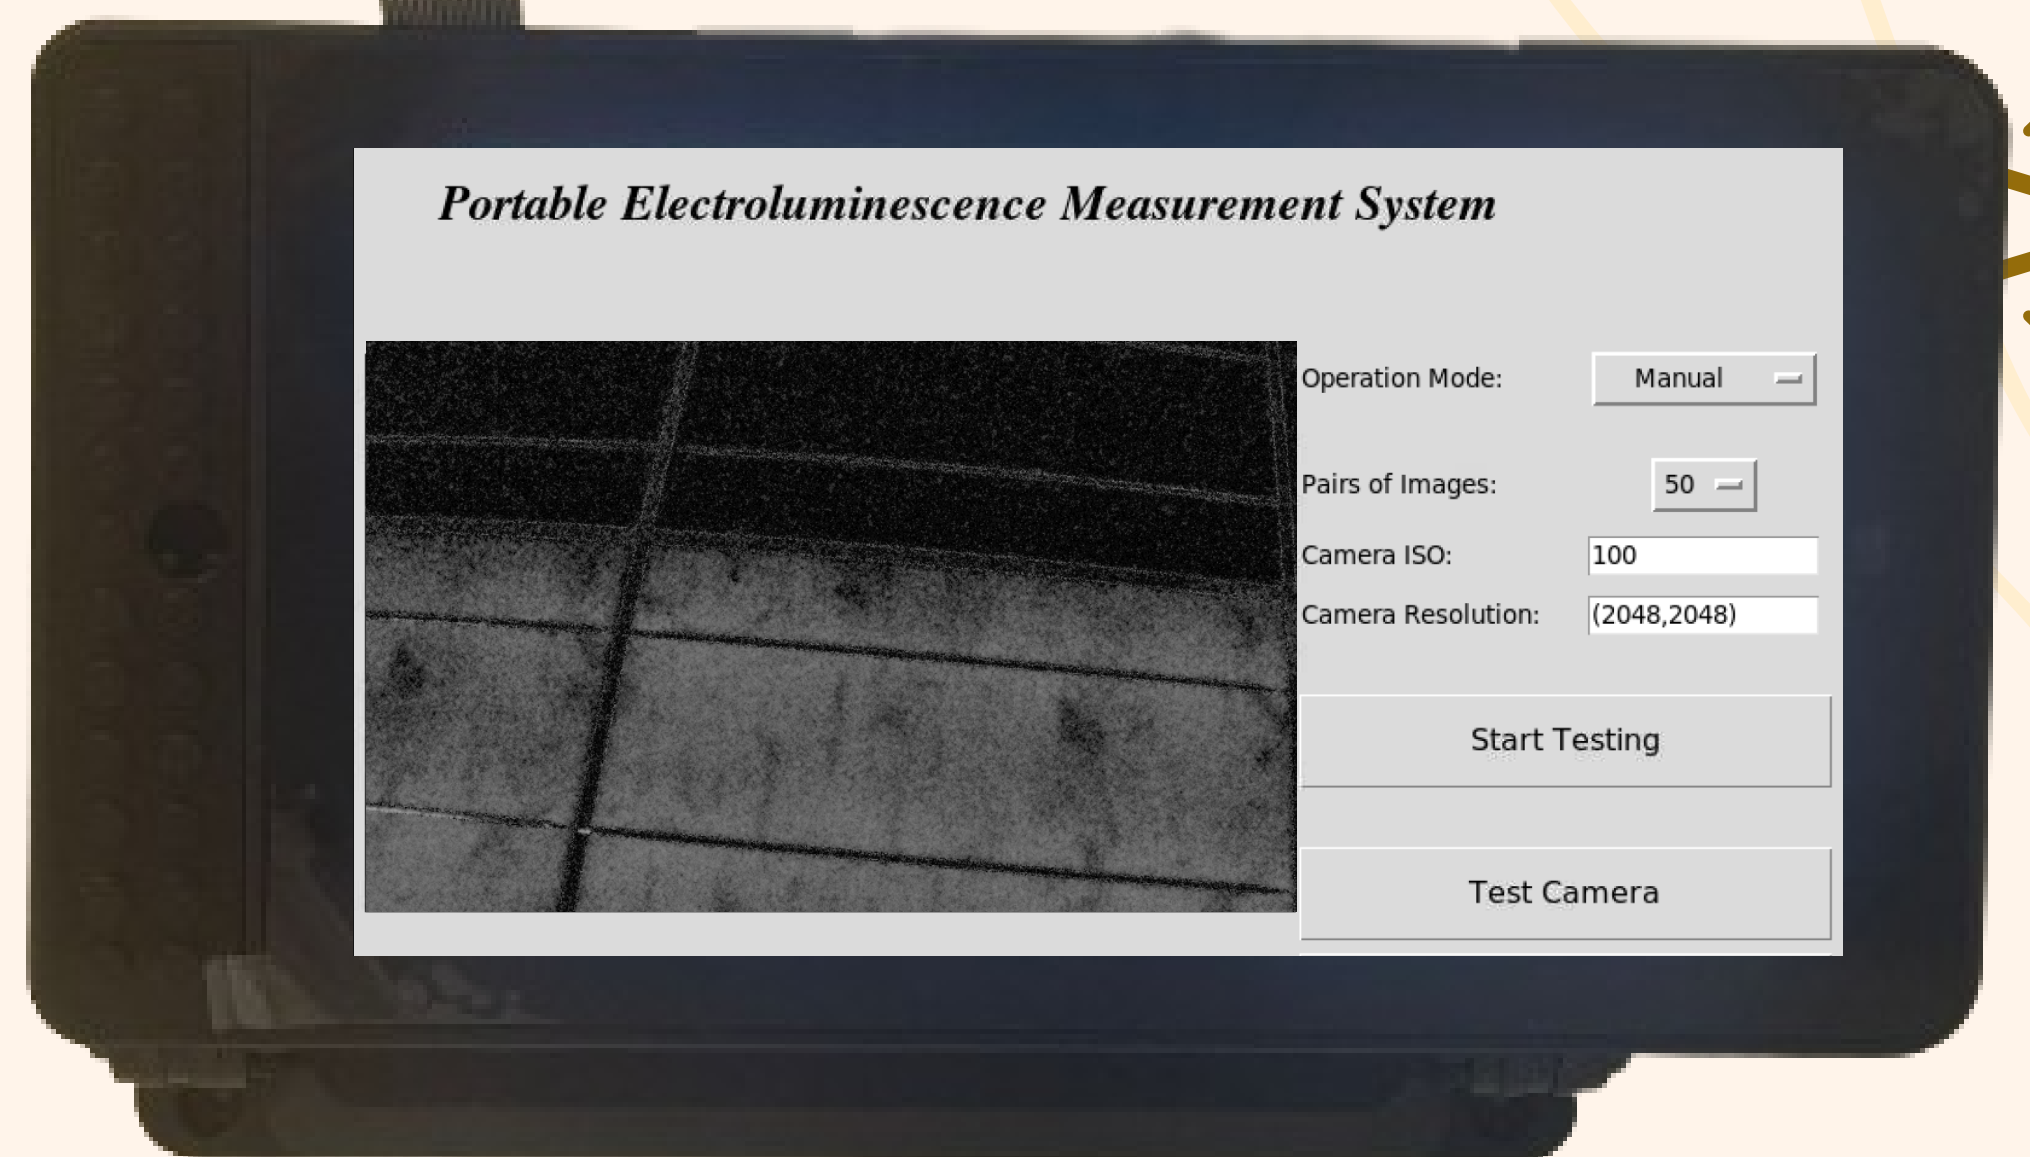 Portable Electroluminescence Measurement System
Operation Mode: Manual
Pairs of Images: 50
Camera ISO: 100
Camera Resolution: (2048,2048)
Start Testing
Test Camera